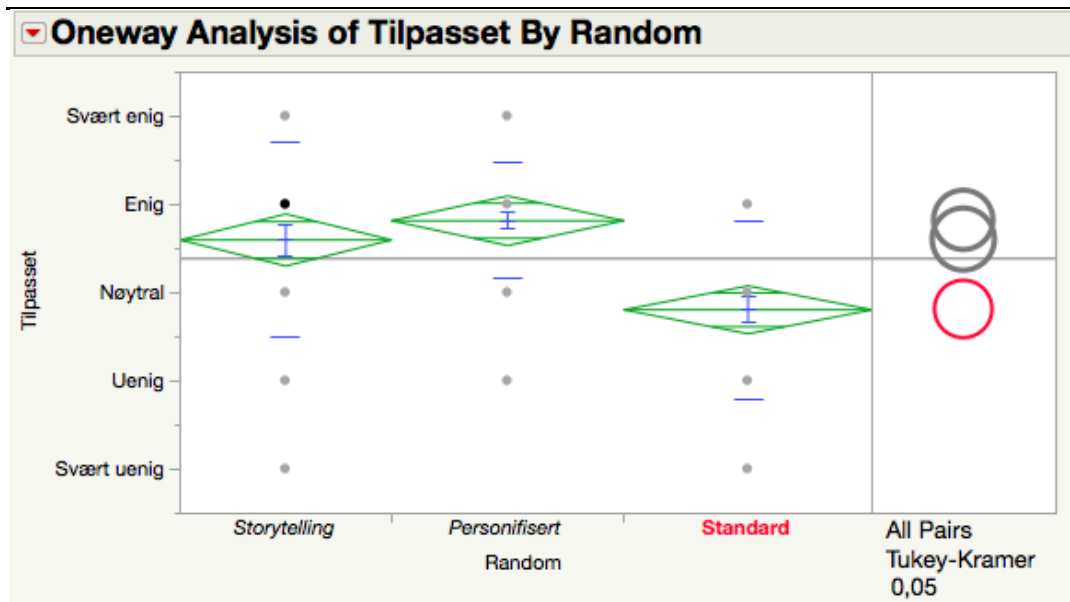 Oneway Analysis of Tilpasset By Random
Svært enig
Enig
Nøytral
Uenig
Svært uenig
Tilpasset
Storytelling
Personifisert
Standard
Random
All Pairs
Tukey-Kramer
0,05